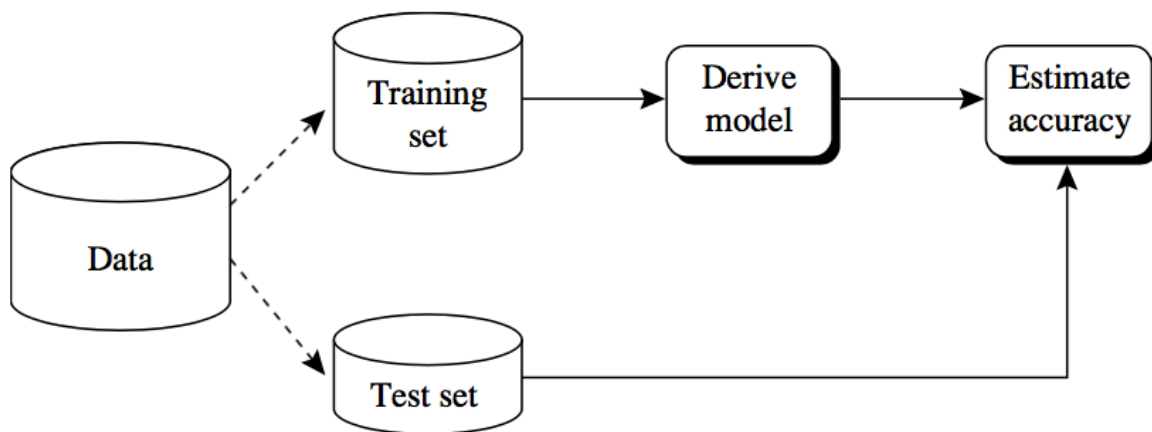 Training
set
Derive
model
Estimate
accuracy
Data
Test set